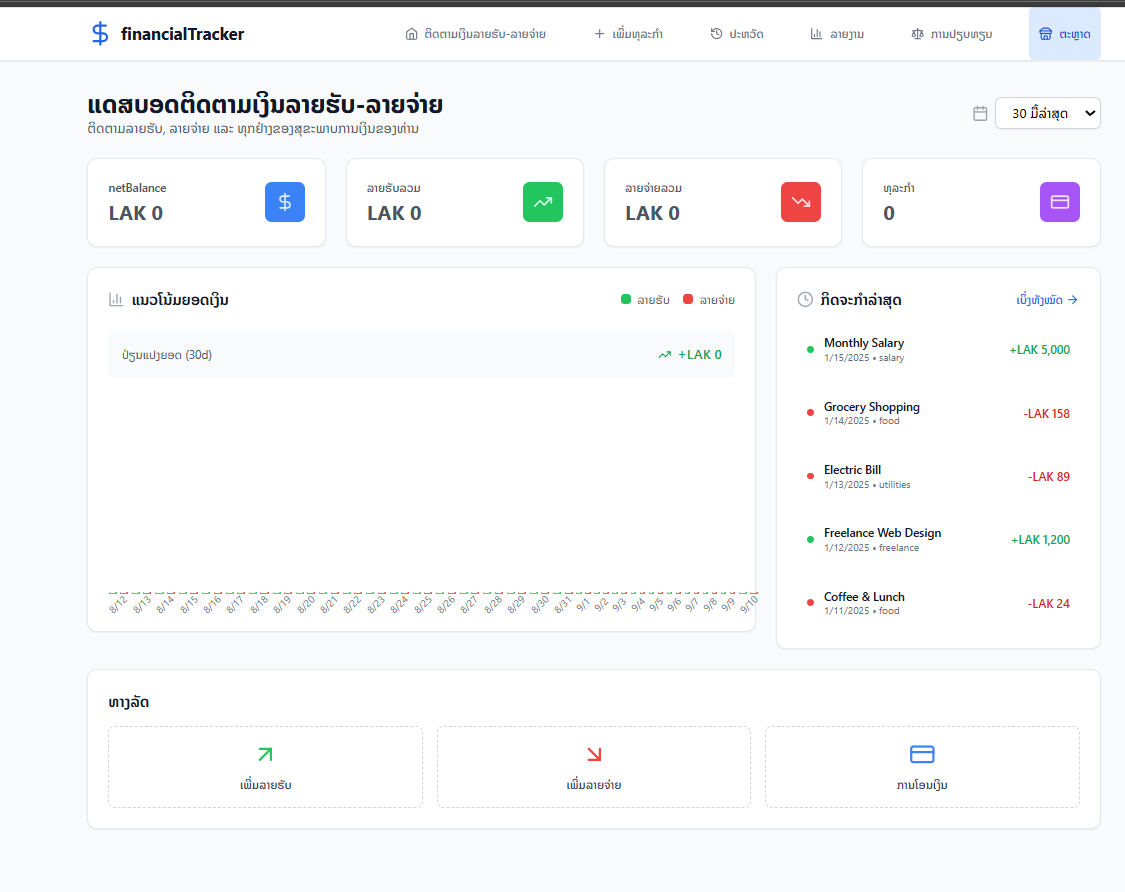 financialTracker
ຕິດຕາມເງິນລາຍຮັບ-ລາຍຈ່າຍ
ເພີ່ມທຸລະກຳ
ປະຫວັດ
ລາຍງານ
ການປຽບທຽບ
ຕະຫຼາດ
ແດສບອດຕິດຕາມເງິນລາຍຮັບ-ລາຍຈ່າຍ
ຕິດຕາມລາຍຮັບ, ລາຍຈ່າຍ ແລະ ທຸກຢ່າງຂອງສຸຂະພາບການເງິນຂອງທ່ານ
30 ມື້ລ່າສຸດ
netBalance
LAK 0
ລາຍຮັບລວມ
LAK 0
ລາຍຈ່າຍລວມ
LAK 0
ທຸລະກຳ
0
ແນວໂນ້ມຍອດເງິນ
ລາຍຮັບ
ລາຍຈ່າຍ
ປ່ຽນແປງຍອດ (30d)
+LAK 0
8/12 8/13 8/14 8/15 8/16 8/17 8/18 8/19 8/20 8/21 8/22 8/23 8/24 8/25 8/26 8/27 8/28 8/29 8/30 8/31 9/1 9/2 9/3 9/4 9/5 9/6 9/7 9/8 9/9 9/10
ກິດຈະກຳລ່າສຸດ
ເບິ່ງທັງໝົດ
Monthly Salary
+LAK 5,000
1/15/2025 • salary
Grocery Shopping
-LAK 158
1/14/2025 • food
Electric Bill
-LAK 89
1/13/2025 • utilities
Freelance Web Design
+LAK 1,200
1/12/2025 • freelance
Coffee & Lunch
-LAK 24
1/11/2025 • food
ທາງລັດ
ເພີ່ມລາຍຮັບ
ເພີ່ມລາຍຈ່າຍ
ການໂອນເງິນ